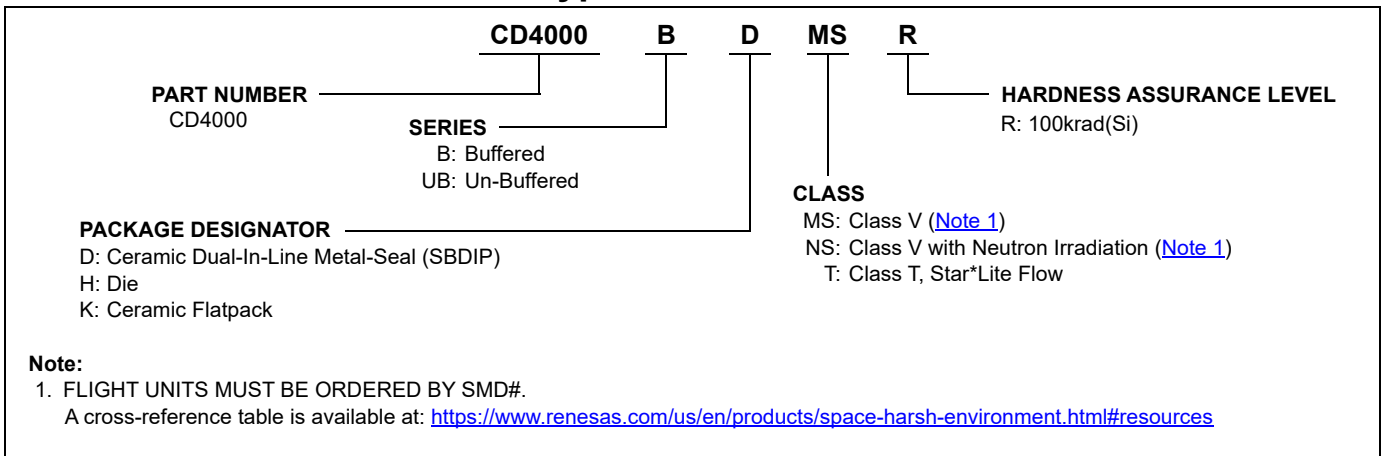 CD4000 B D MS R
PART NUMBER
CD4000
HARDNESS ASSURANCE LEVEL
R: 100krad(Si)
SERIES
B: Buffered
UB: Un-Buffered
CLASS
MS: Class V (Note 1)
NS: Class V with Neutron Irradiation (Note 1)
T: Class T, Star*Lite Flow
PACKAGE DESIGNATOR
D: Ceramic Dual-In-Line Metal-Seal (SBDIP)
H: Die
K: Ceramic Flatpack
Note:
1. FLIGHT UNITS MUST BE ORDERED BY SMD#.
A cross-reference table is available at: https://www.renesas.com/us/en/products/space-harsh-environment.html#resources